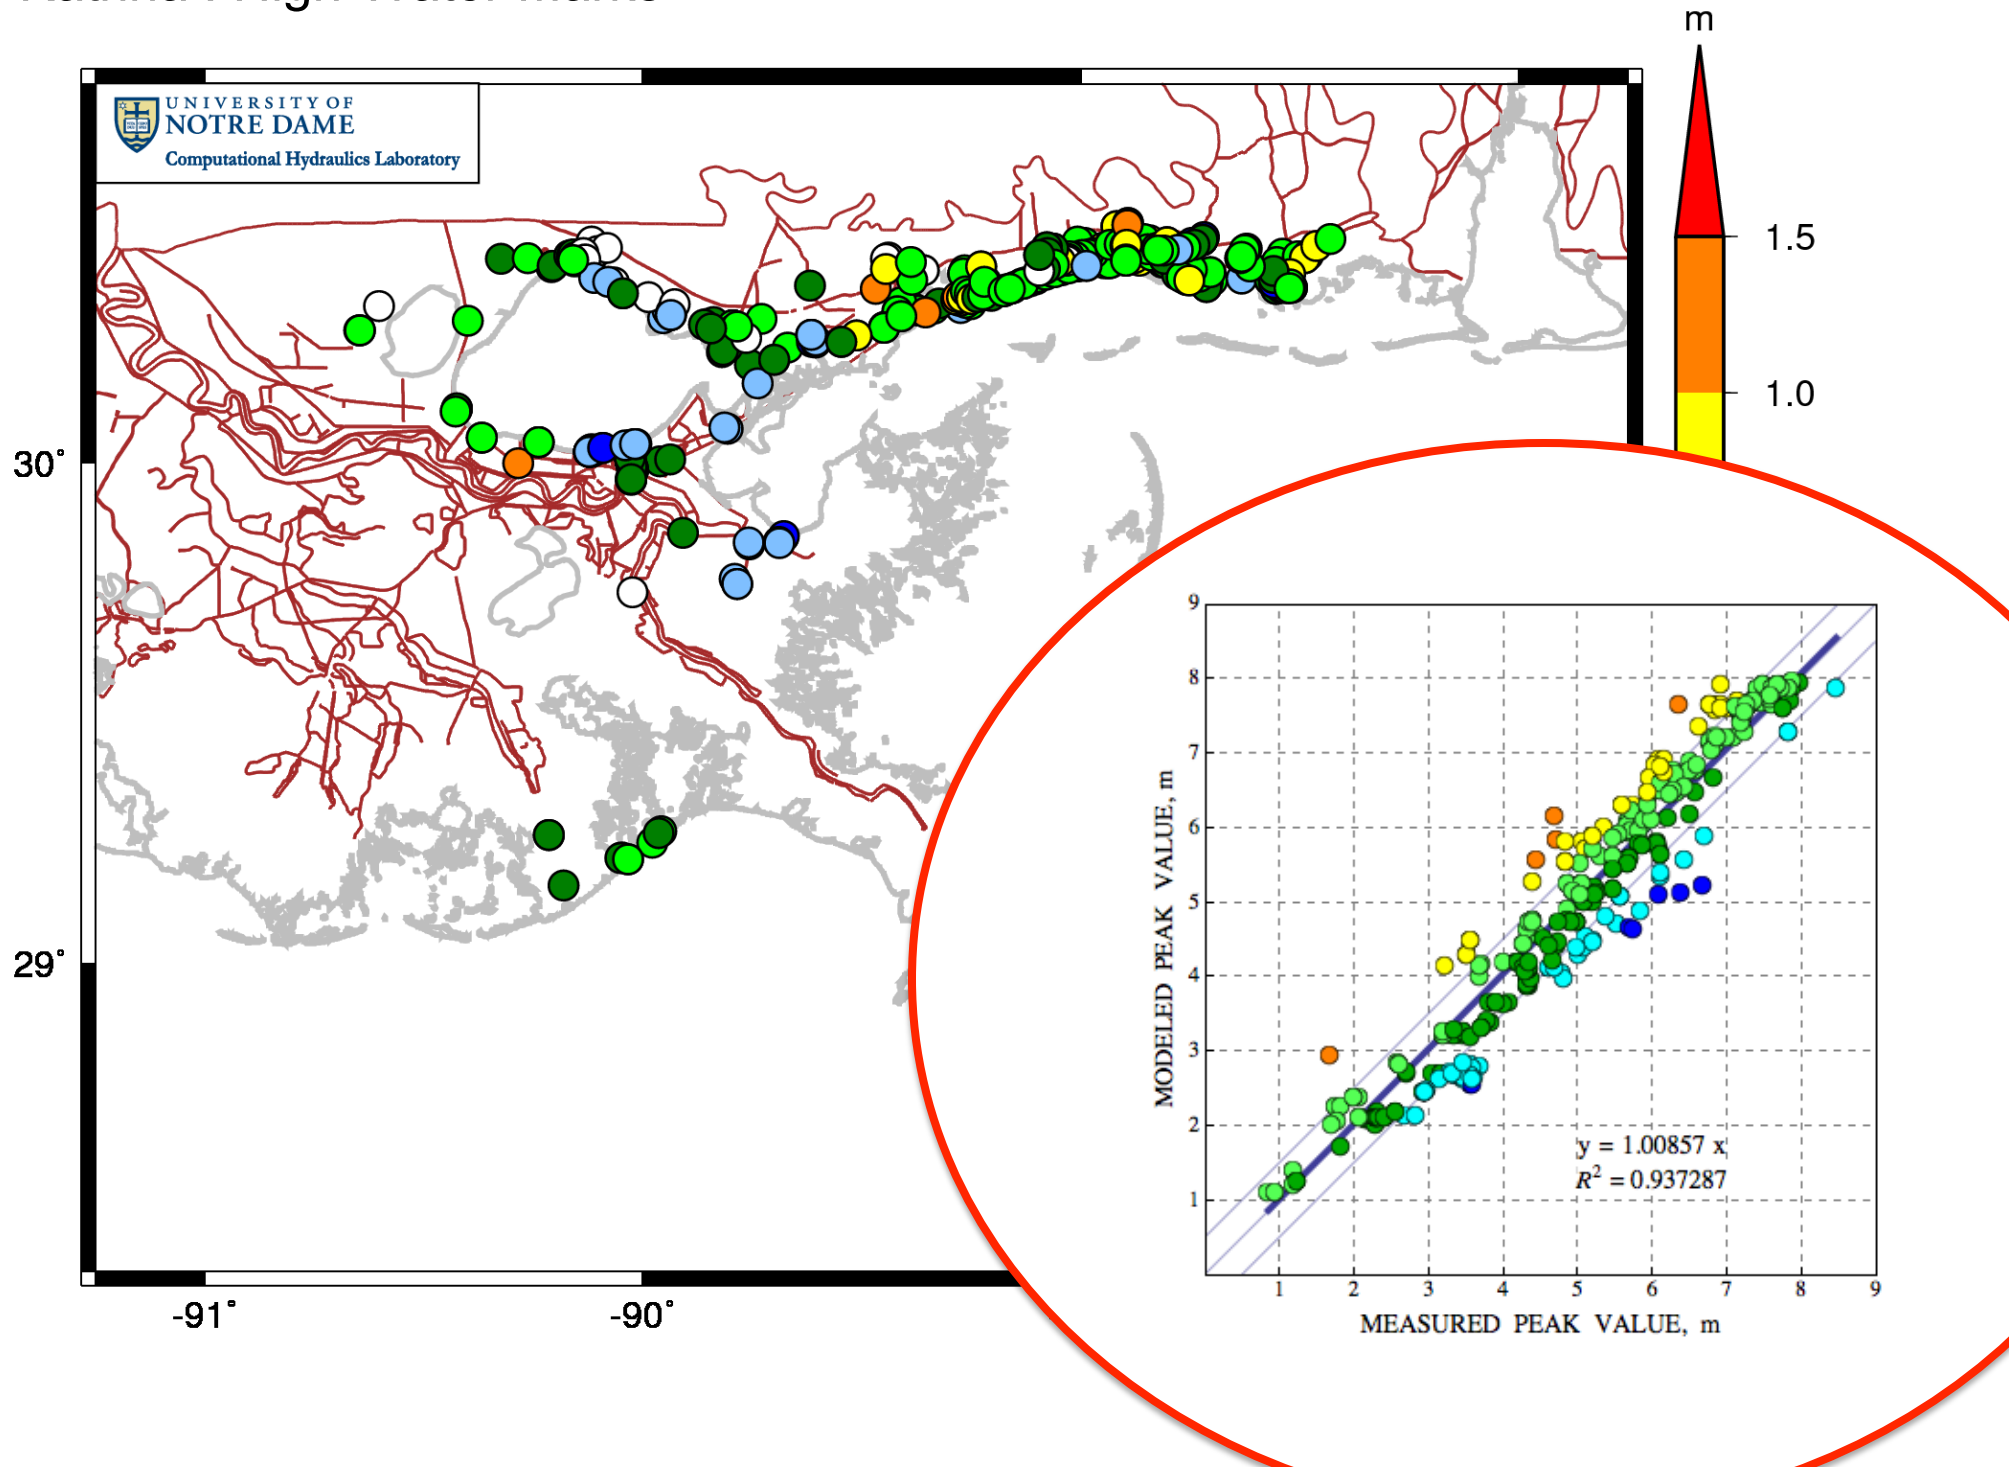 m
UNIVERSITY OF
NOTRE DAME
Computational Hydraulics Laboratory
1.5
1.0
30°
29°
-91°
-90°
9
8
7
6
5
4
3
2
1
MODELED PEAK VALUE, m
y = 1.00857 x
R² = 0.937287
1 2 3 4 5 6 7 8 9
MEASURED PEAK VALUE, m